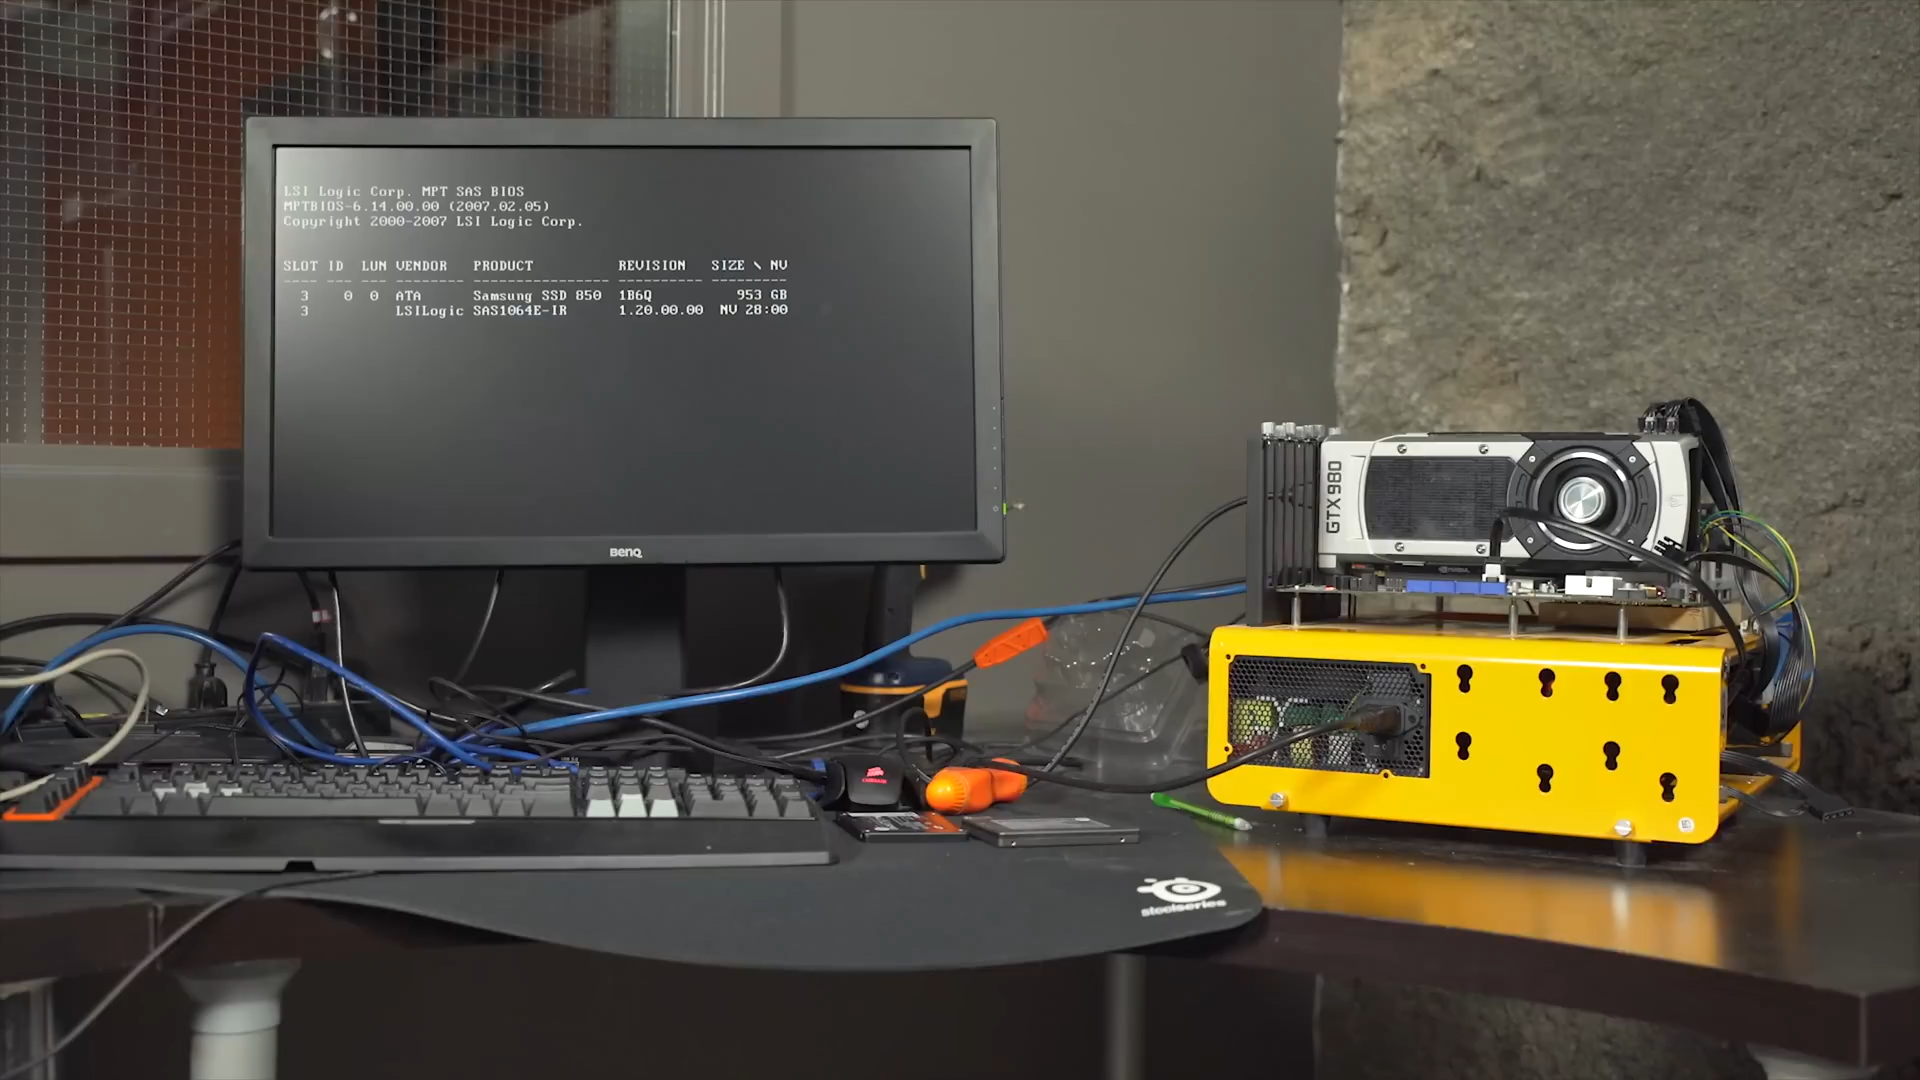 LSI Logic Corp. MPT SAS BIOS
MPTBIOS-6.14.00.00 (2007.02.05)
Copyright 2000-2007 LSI Logic Corp.
SLOT ID LUN VENDOR PRODUCT REVISION SIZE \ NV
3 0 0 ATA Samsung SSD 850 1B6Q 953 GB
3 LSILogic SAS1064E-IR 1.20.00.00 NV 28:00
BenQ
GTX 980
steelseries